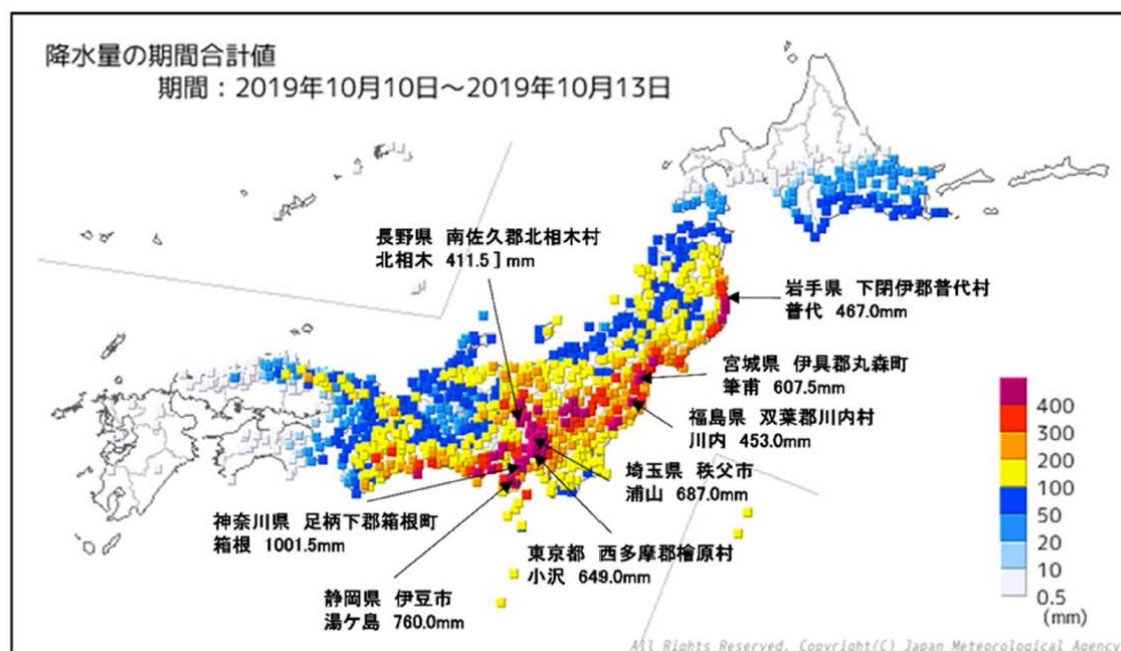 降水量の期間合計値
期間：2019年10月10日～2019年10月13日
長野県 南佐久郡北相木村
北相木 411.5］mm
岩手県 下閉伊郡普代村
普代 467.0mm
宮城県 伊具郡丸森町
筆甫 607.5mm
福島県 双葉郡川内村
川内 453.0mm
埼玉県 秩父市
浦山 687.0mm
神奈川県 足柄下郡箱根町
箱根 1001.5mm
東京都 西多摩郡檜原村
小沢 649.0mm
静岡県 伊豆市
湯ケ島 760.0mm
400
300
200
100
50
20
10
0.5
(mm)
All Rights Reserved. Copyright(C) Japan Meteorological Agency